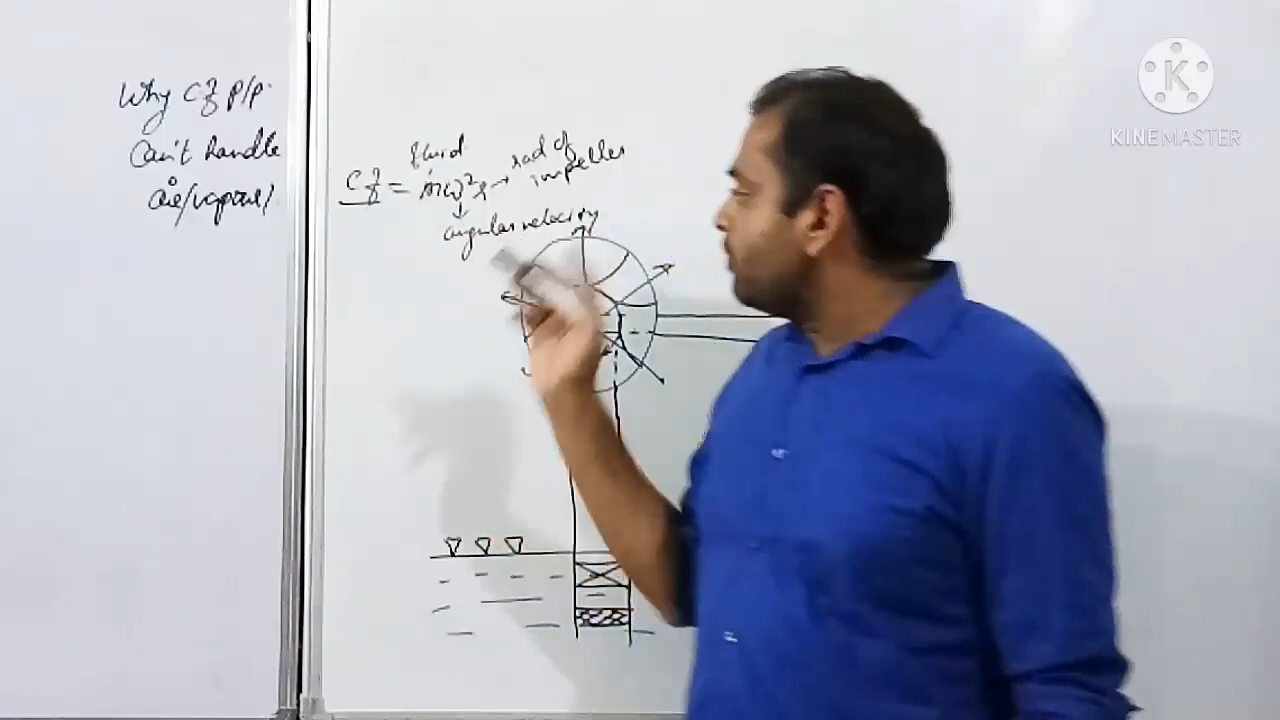 Why C.F P/p.
Can't handle
air/vapour/
fluid
C.F = mω²r → rad of
impeller
angular velocity
K
KINEMASTER